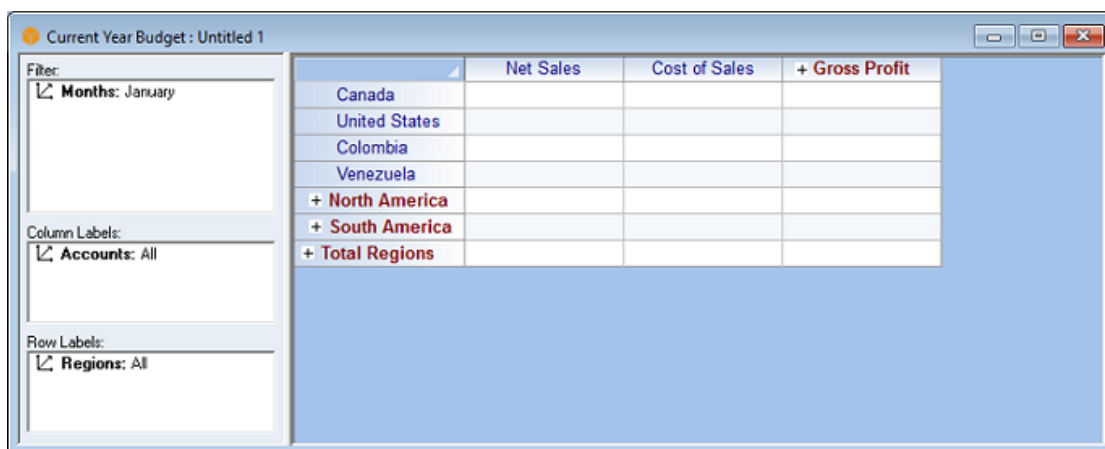 Current Year Budget : Untitled 1
Filter:
Months: January
Column Labels:
Accounts: All
Row Labels:
Regions: All
Net Sales Cost of Sales + Gross Profit
Canada
United States
Colombia
Venezuela
+ North America
+ South America
+ Total Regions